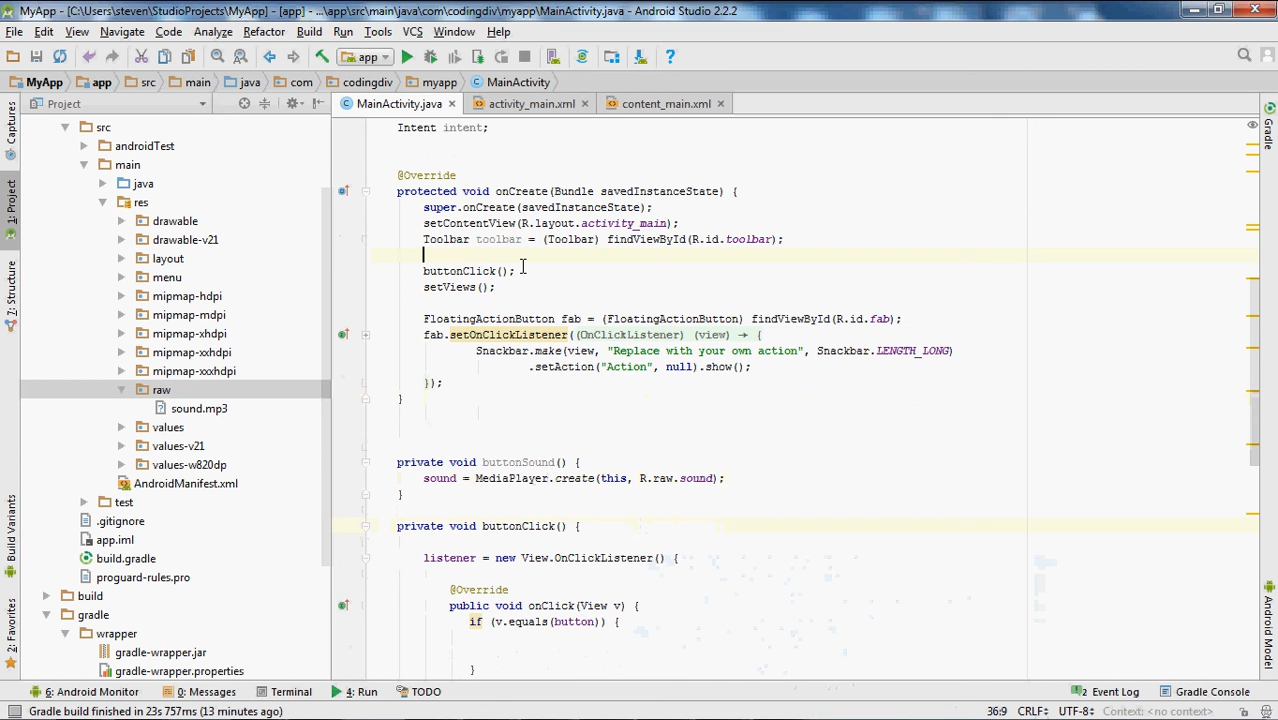 MyApp - [C:\Users\steven\StudioProjects\MyApp] - [app] - ...\app\src\main\java\com\codingdiv\myapp\MainActivity.java - Android Studio 2.2.2
File Edit View Navigate Code Analyze Refactor Build Run Tools VCS Window Help
app
MyApp app src main java com codingdiv myapp MainActivity
Project
MainActivity.java activity_main.xml content_main.xml
Captures
1: Project
7: Structure
Build Variants
2: Favorites
src
androidTest
main
java
res
drawable
drawable-v21
layout
menu
mipmap-hdpi
mipmap-mdpi
mipmap-xhdpi
mipmap-xxhdpi
mipmap-xxxhdpi
raw
sound.mp3
values
values-v21
values-w820dp
AndroidManifest.xml
test
.gitignore
app.iml
build.gradle
proguard-rules.pro
build
gradle
wrapper
gradle-wrapper.jar
gradle-wrapper.properties
Intent intent;
@Override
protected void onCreate(Bundle savedInstanceState) {
super.onCreate(savedInstanceState);
setContentView(R.layout.activity_main);
Toolbar toolbar = (Toolbar) findViewById(R.id.toolbar);
buttonClick();
setViews();
FloatingActionButton fab = (FloatingActionButton) findViewById(R.id.fab);
fab.setOnClickListener((OnClickListener) (view) → {
Snackbar.make(view, "Replace with your own action", Snackbar.LENGTH_LONG)
.setAction("Action", null).show();
});
}
private void buttonSound() {
sound = MediaPlayer.create(this, R.raw.sound);
}
private void buttonClick() {
listener = new View.OnClickListener() {
@Override
public void onClick(View v) {
if (v.equals(button)) {
}
Gradle
Android Model
6: Android Monitor 0: Messages Terminal 4: Run TODO 2 Event Log Gradle Console
Gradle build finished in 23s 757ms (13 minutes ago) 36:9 CRLF÷ UTF-8÷ Context: <no context>